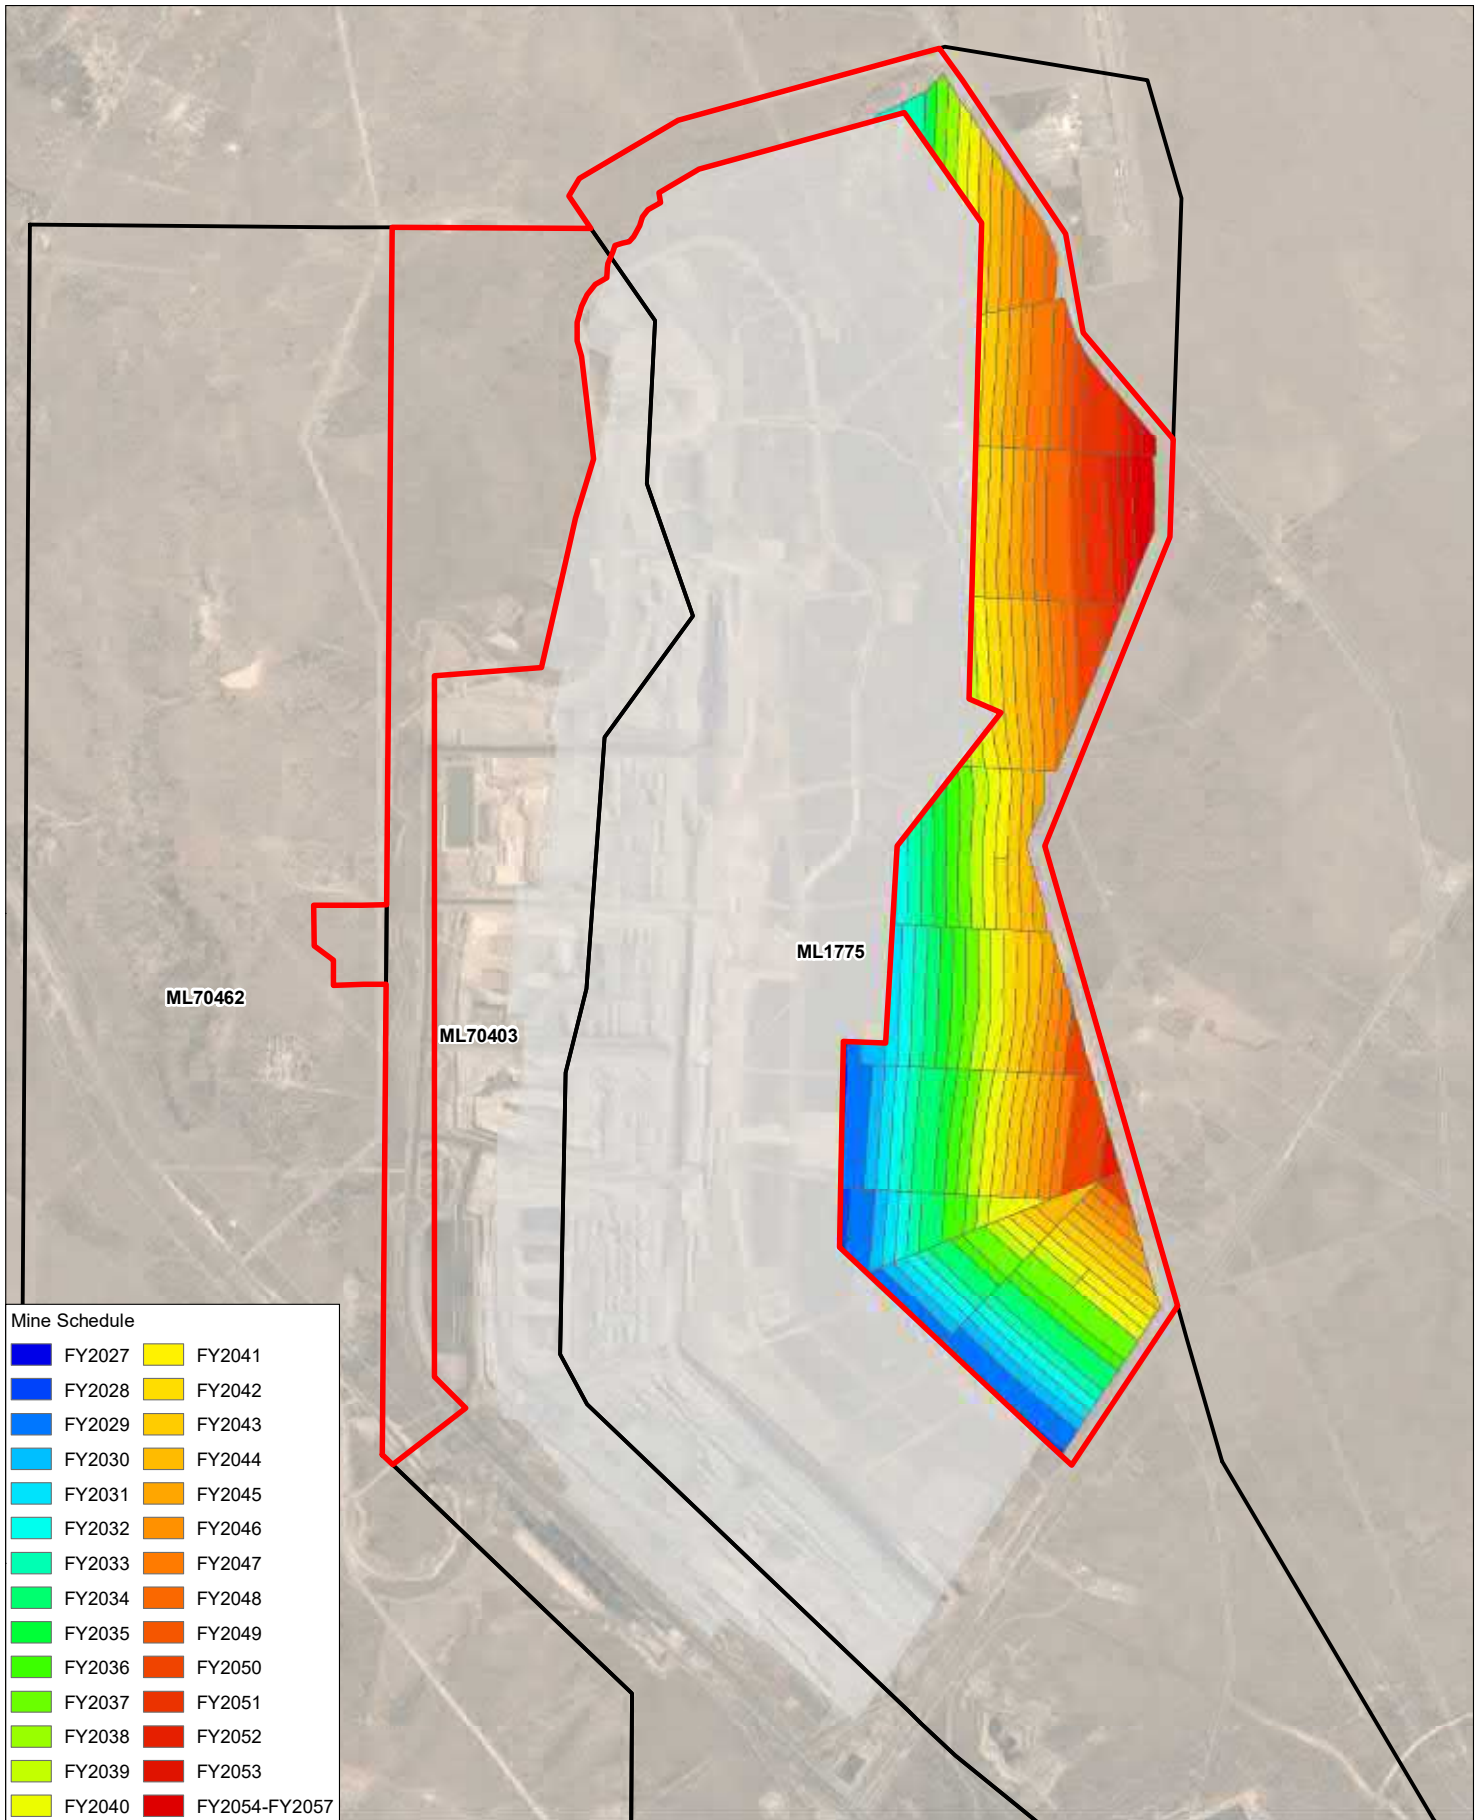 ML1775
ML70462
ML70403
Mine Schedule
FY2027 FY2041
FY2028 FY2042
FY2029 FY2043
FY2030 FY2044
FY2031 FY2045
FY2032 FY2046
FY2033 FY2047
FY2034 FY2048
FY2035 FY2049
FY2036 FY2050
FY2037 FY2051
FY2038 FY2052
FY2039 FY2053
FY2040 FY2054-FY2057